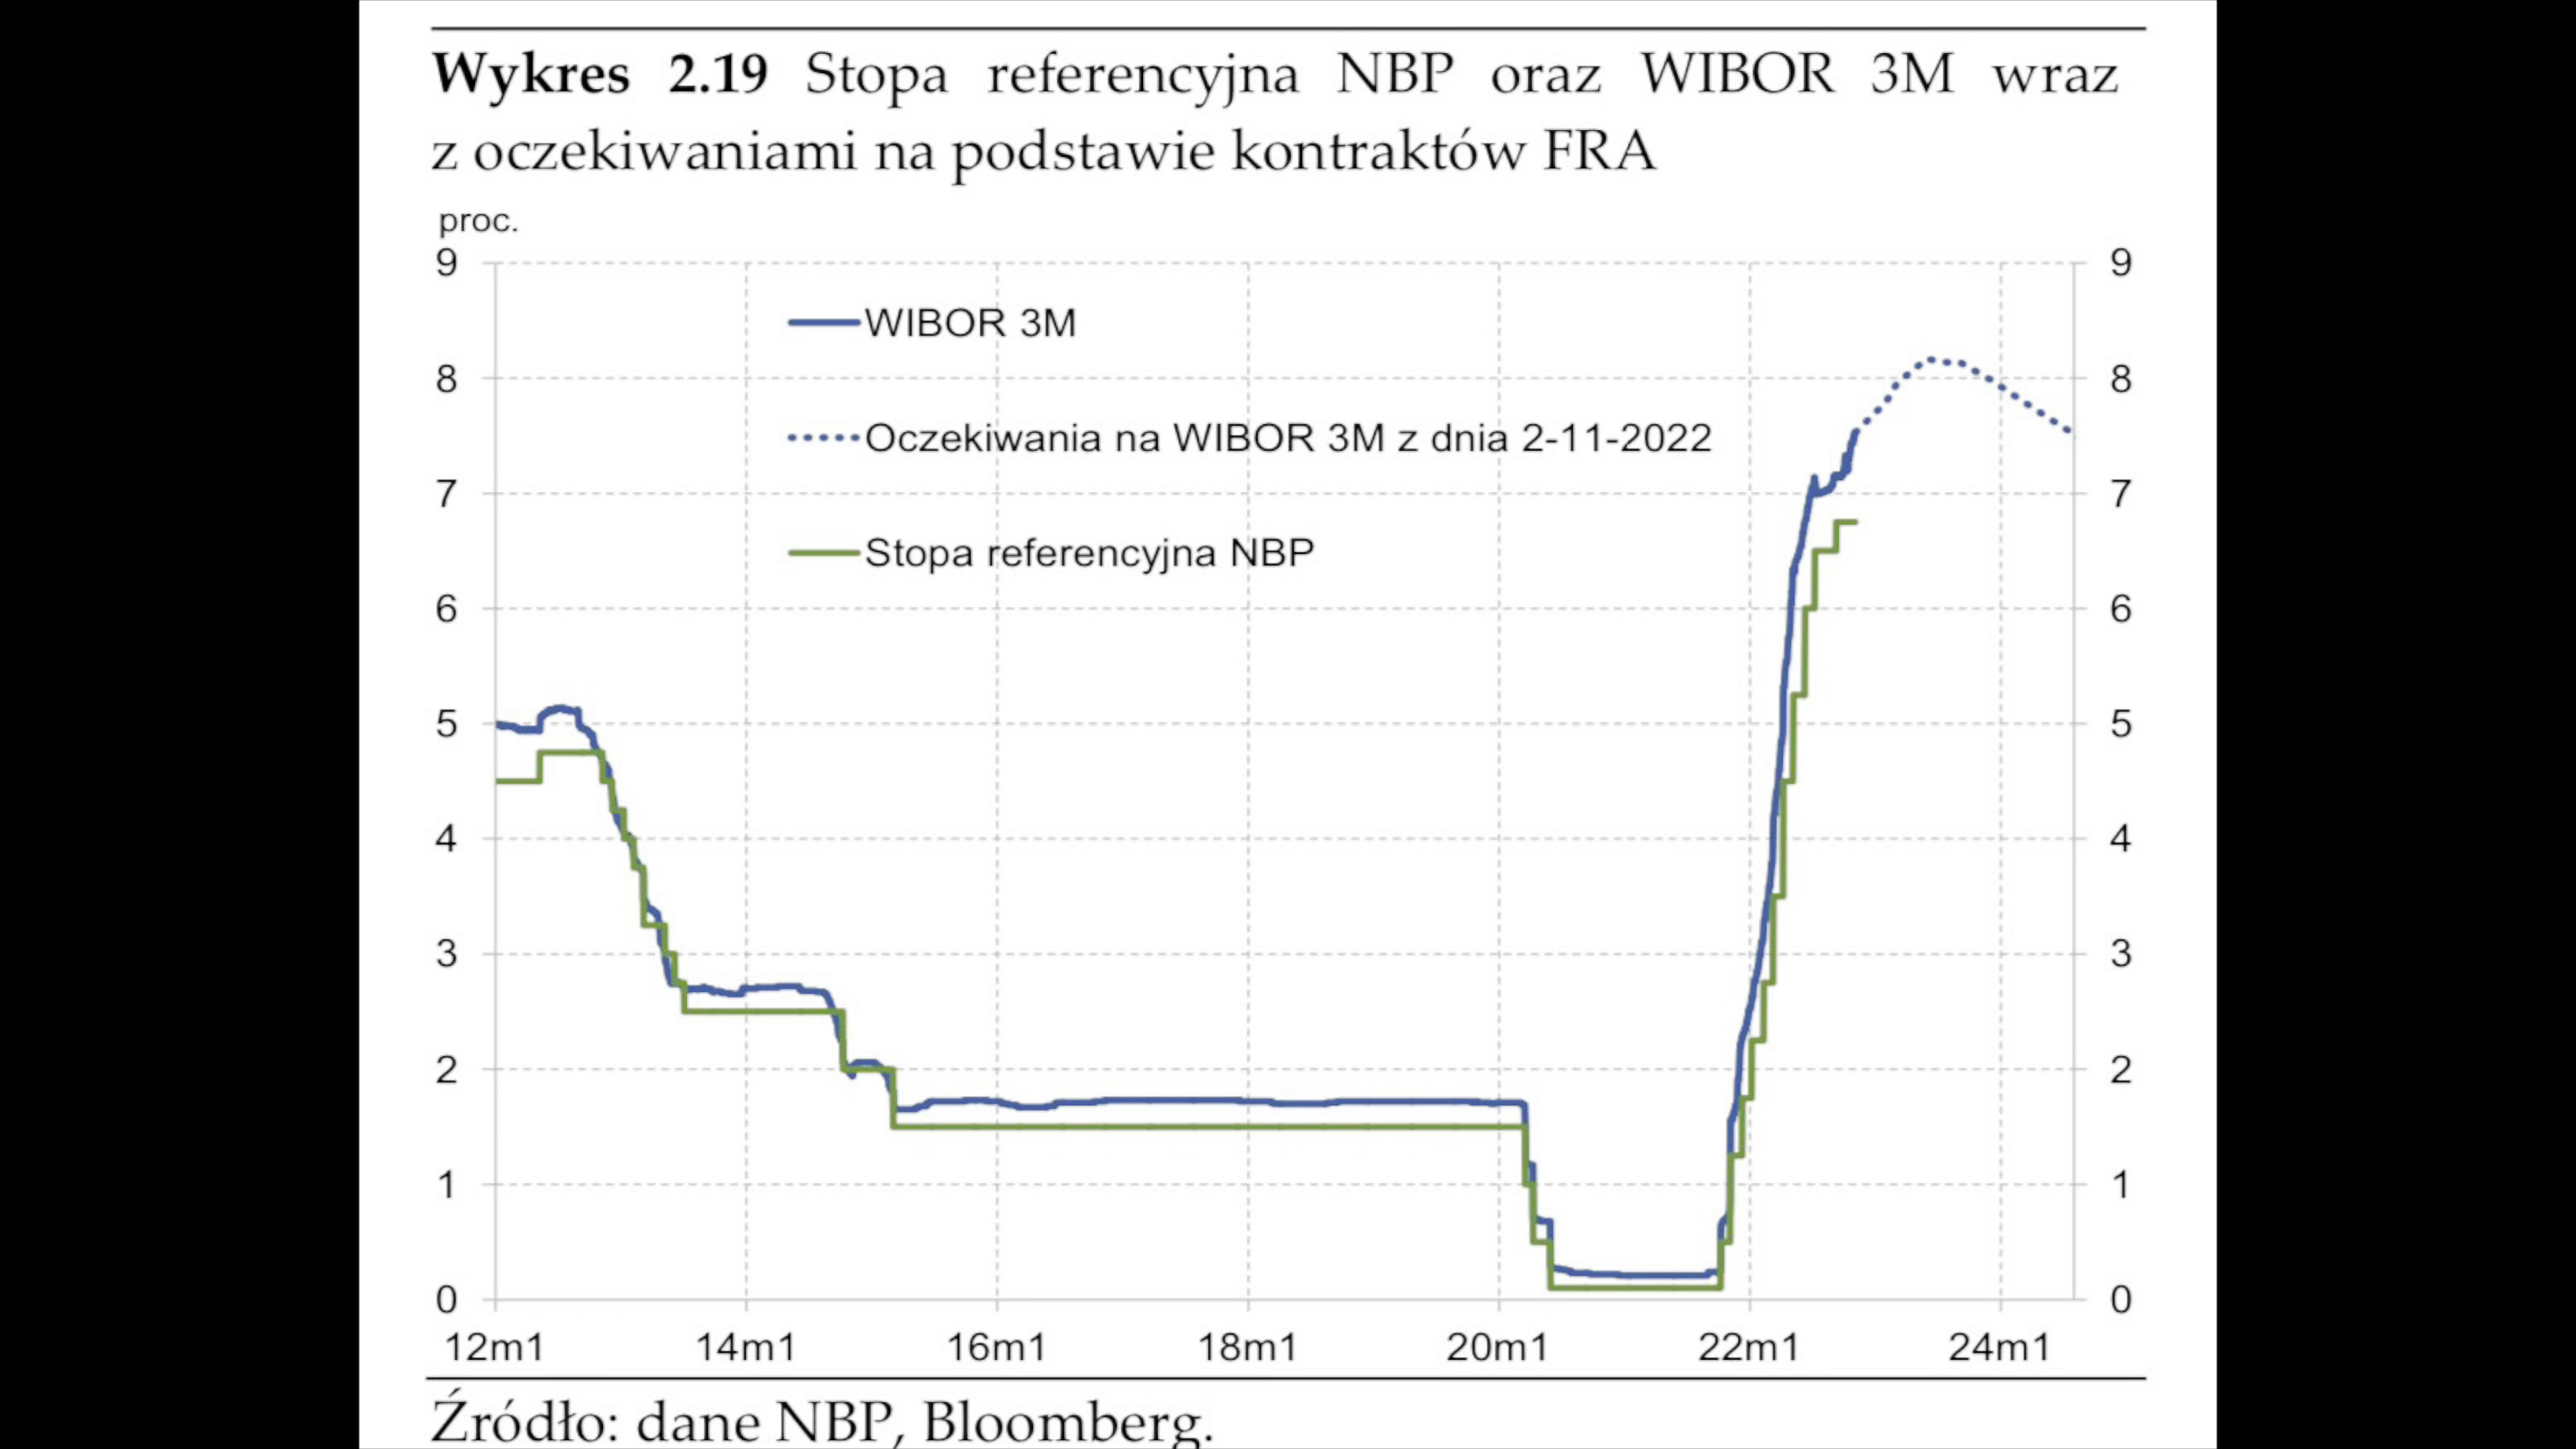 Wykres 2.19 Stopa referencyjna NBP oraz WIBOR 3M wraz
z oczekiwaniami na podstawie kontraktów FRA
proc.
9 9
WIBOR 3M
8 8
Oczekiwania na WIBOR 3M z dnia 2-11-2022
7 7
Stopa referencyjna NBP
6 6
5 5
4 4
3 3
2 2
1 1
0 0
12m1 14m1 16m1 18m1 20m1 22m1 24m1
Źródło: dane NBP, Bloomberg.